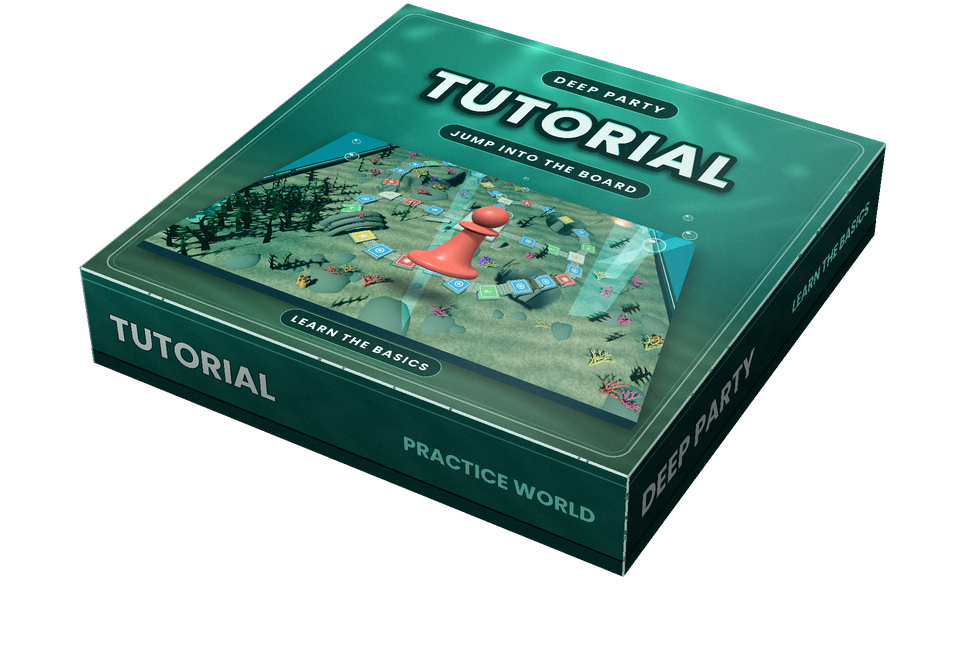 DEEP PARTY
TUTORIAL
JUMP INTO THE BOARD
LEARN THE BASICS
TUTORIAL
PRACTICE WORLD
DEEP PARTY
LEARN THE BASICS